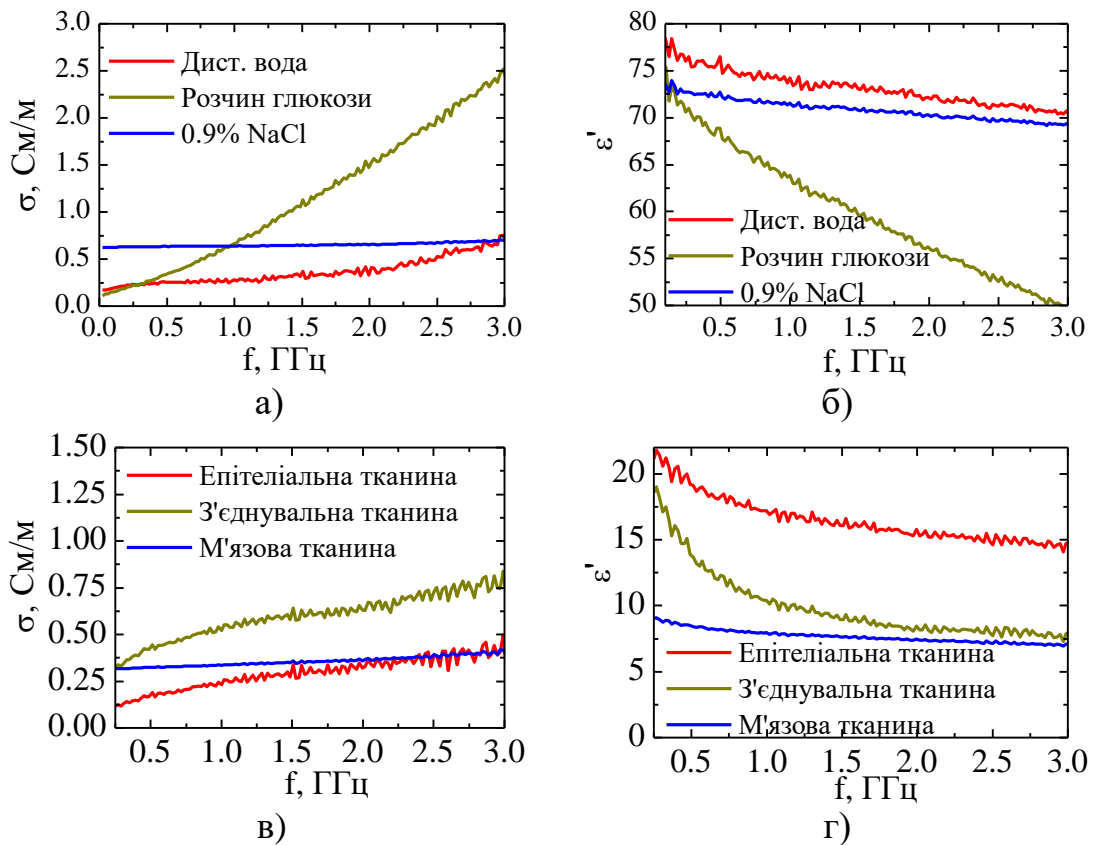 3.0
2.5
2.0
1.5
1.0
0.5
0.0
σ, См/м
Дист. вода
Розчин глюкози
0.9% NaCl
0.0 0.5 1.0 1.5 2.0 2.5 3.0
f, ГГц
а)
80
75
70
65
60
55
50
ε'
Дист. вода
Розчин глюкози
0.9% NaCl
0.5 1.0 1.5 2.0 2.5 3.0
f, ГГц
б)
1.50
1.25
1.00
0.75
0.50
0.25
0.00
σ, См/м
Епітеліальна тканина
З'єднувальна тканина
М'язова тканина
0.5 1.0 1.5 2.0 2.5 3.0
f, ГГц
в)
20
15
10
5
0
ε'
Епітеліальна тканина
З'єднувальна тканина
М'язова тканина
0.5 1.0 1.5 2.0 2.5 3.0
f, ГГц
г)